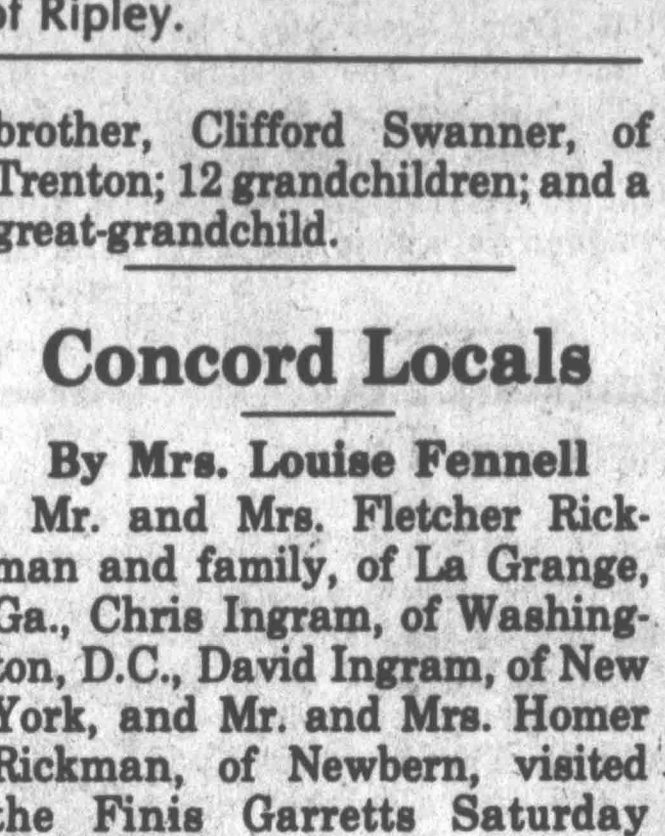 of Ripley.
brother, Clifford Swanner, of
Trenton; 12 grandchildren; and a
great-grandchild.
Concord Locals
By Mrs. Louise Fennell
Mr. and Mrs. Fletcher Rick-
man and family, of La Grange,
Ga., Chris Ingram, of Washing-
ton, D.C., David Ingram, of New
York, and Mr. and Mrs. Homer
Rickman, of Newbern, visited
the Finis Garretts Saturday